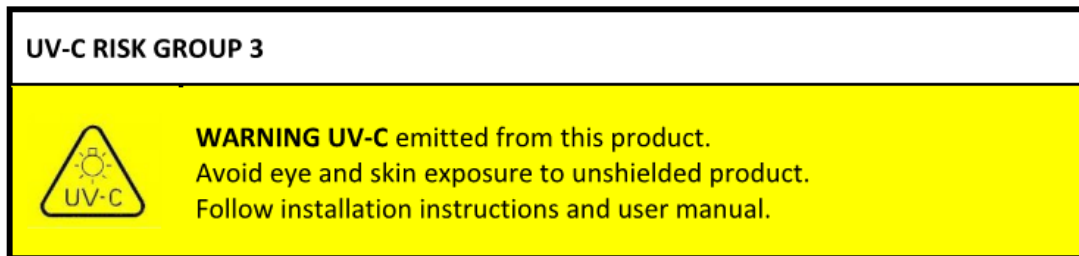 UV-C RISK GROUP 3
WARNING UV-C emitted from this product.
Avoid eye and skin exposure to unshielded product.
UV-C
Follow installation instructions and user manual.